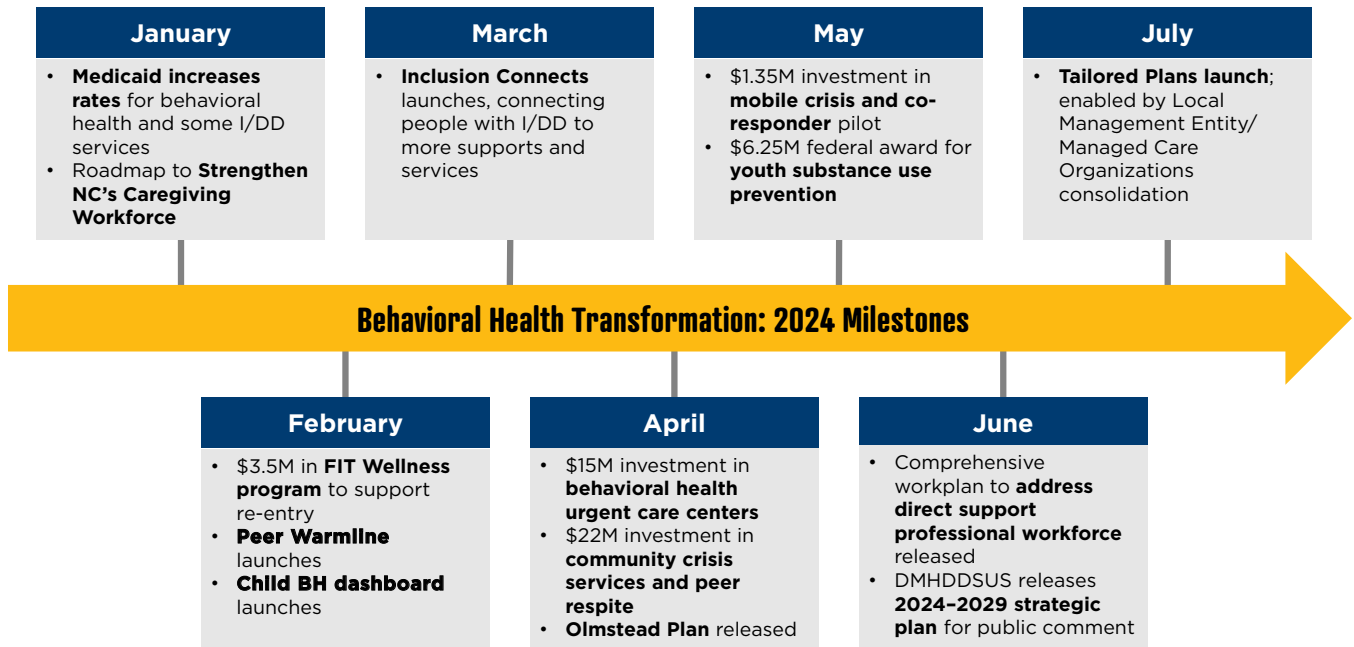 January
• Medicaid increases
rates for behavioral
health and some I/DD
services
• Roadmap to Strengthen
NC's Caregiving
Workforce
March
• Inclusion Connects
launches, connecting
people with I/DD to
more supports and
services
May
• $1.35M investment in
mobile crisis and co-
responder pilot
• $6.25M federal award for
youth substance use
prevention
July
• Tailored Plans launch;
enabled by Local
Management Entity/
Managed Care
Organizations
consolidation
Behavioral Health Transformation: 2024 Milestones
February
• $3.5M in FIT Wellness
program to support
re-entry
• Peer Warmline
launches
• Child BH dashboard
launches
April
• $15M investment in
behavioral health
urgent care centers
• $22M investment in
community crisis
services and peer
respite
• Olmstead Plan released
June
• Comprehensive
workplan to address
direct support
professional workforce
released
• DMHDDSUS releases
2024–2029 strategic
plan for public comment